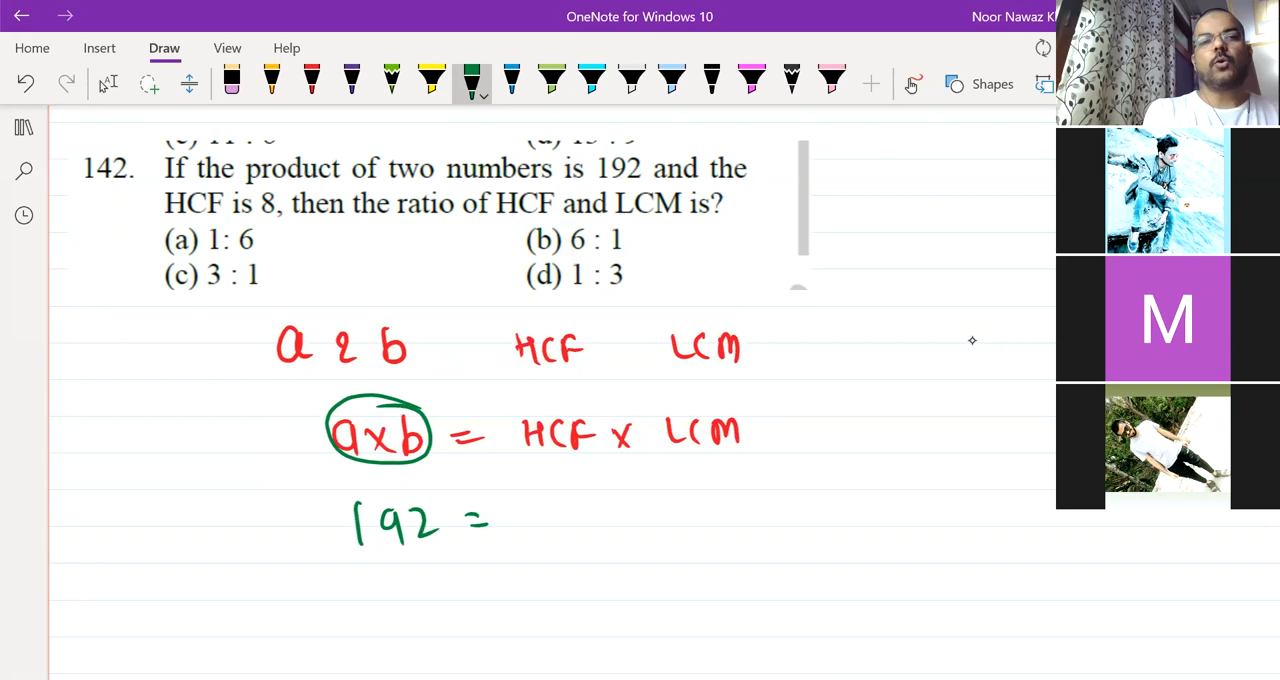 OneNote for Windows 10
Noor Nawaz K
Home Insert Draw View Help
Shapes
142. If the product of two numbers is 192 and the
HCF is 8, then the ratio of HCF and LCM is?
(a) 1: 6 (b) 6 : 1
(c) 3 : 1 (d) 1 : 3
a & b HCF LCM
a x b = HCF x LCM
192 =
M